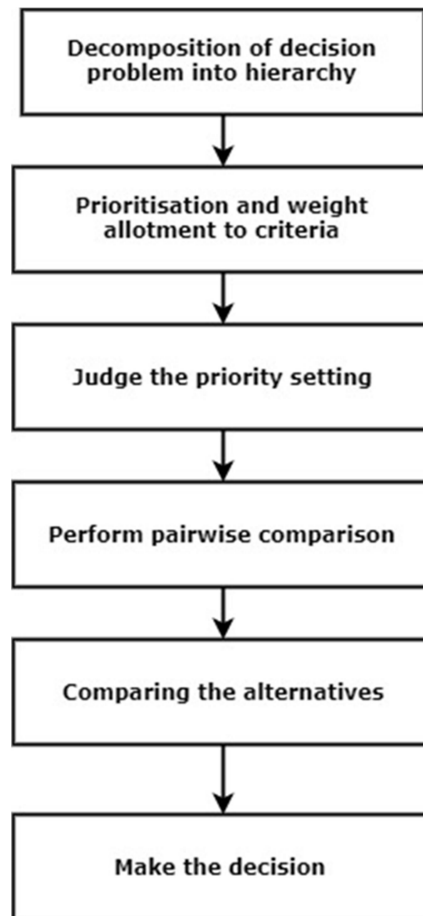 Decomposition of decision
problem into hierarchy
Prioritisation and weight
allotment to criteria
Judge the priority setting
Perform pairwise comparison
Comparing the alternatives
Make the decision